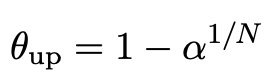 θ_up = 1 − α^{1/N}